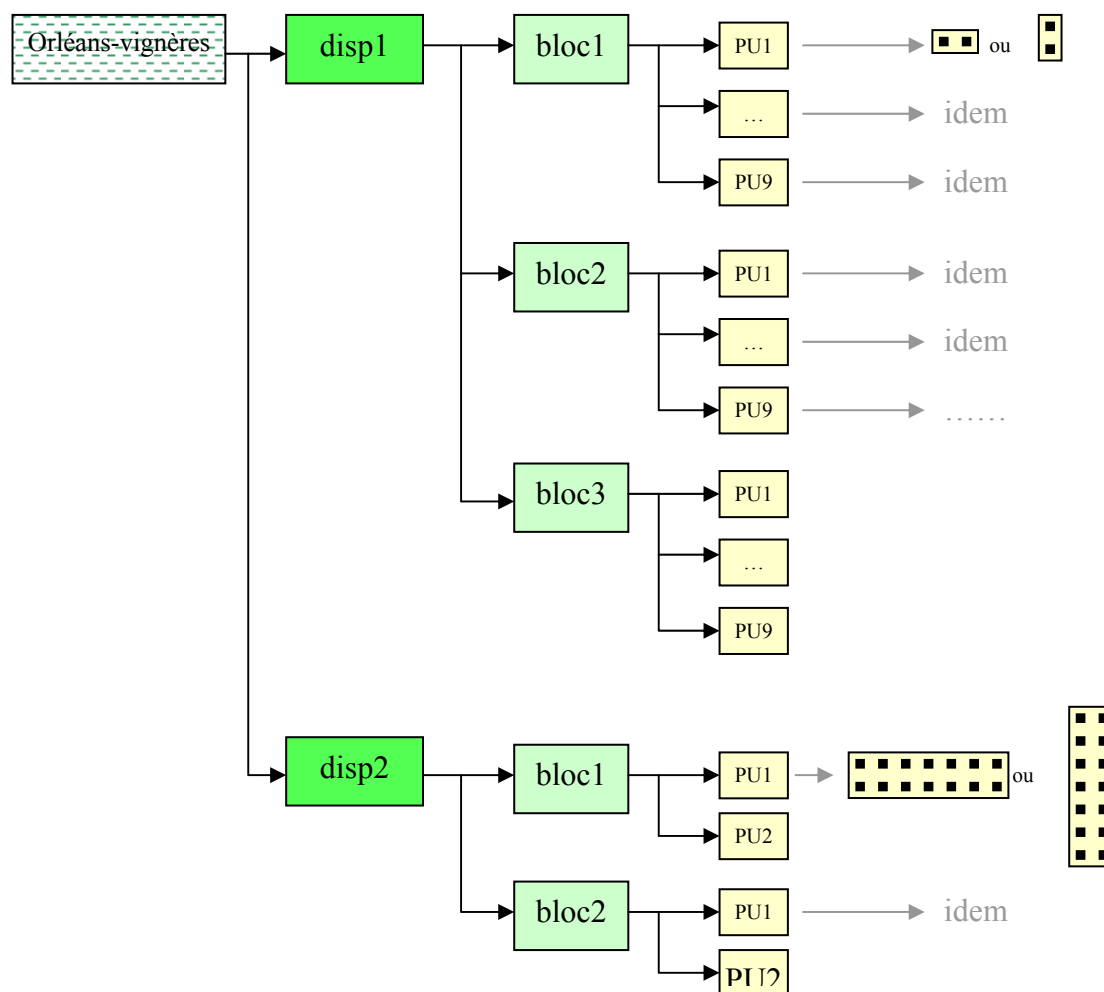 Orléans-vignères
disp1
bloc1
PU1
ou
...
idem
PU9
idem
bloc2
PU1
idem
...
idem
PU9
......
bloc3
PU1
...
PU9
disp2
bloc1
PU1
ou
PU2
bloc2
PU1
idem
PU2